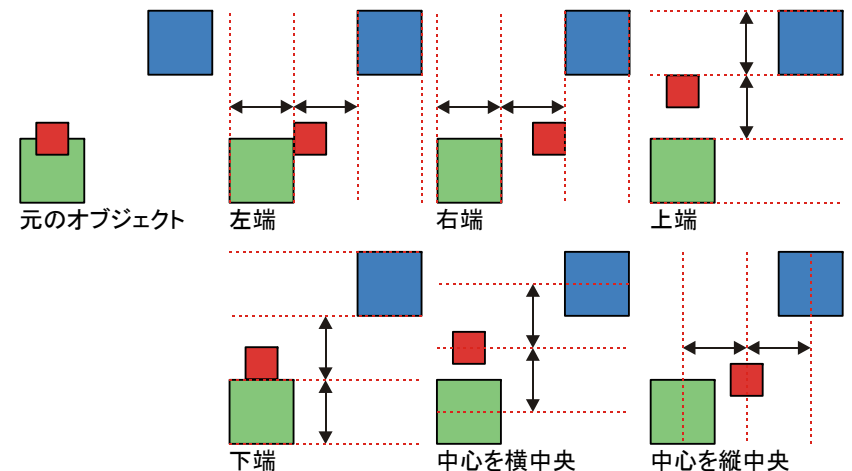 元のオブジェクト
左端
右端
上端
下端
中心を横中央
中心を縦中央